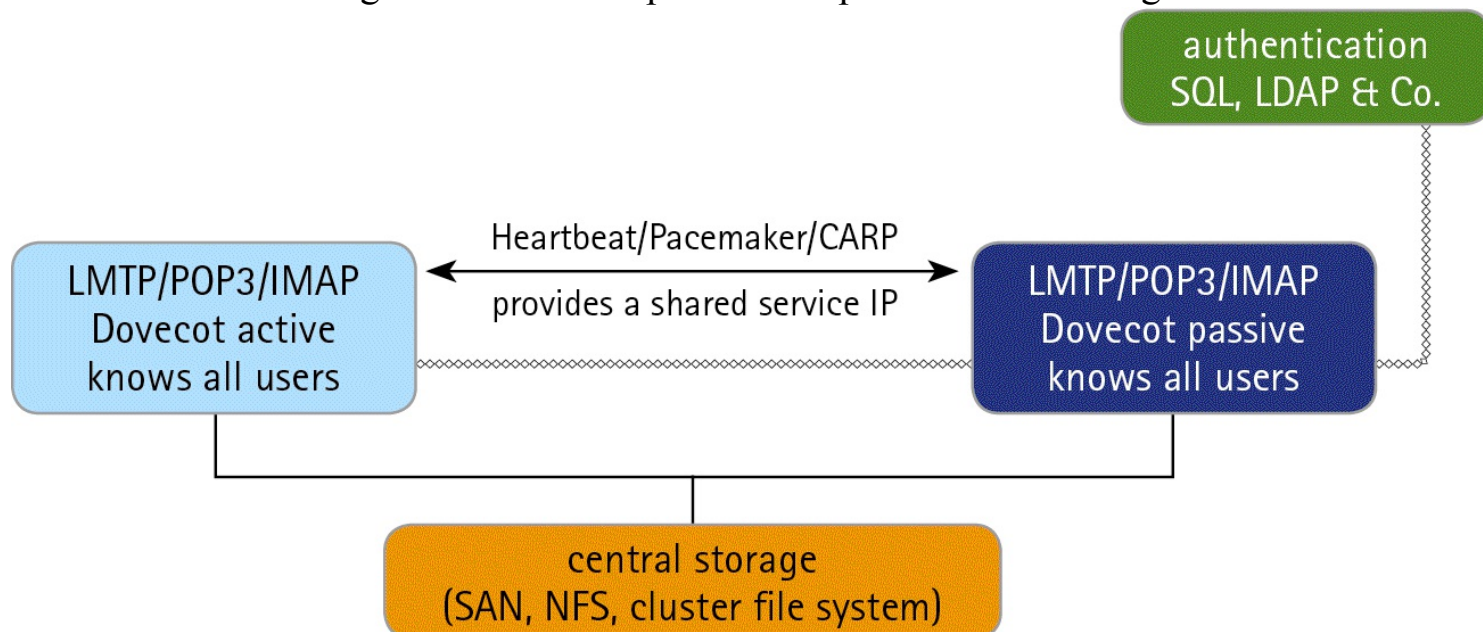 authentication
SQL, LDAP & Co.
Heartbeat/Pacemaker/CARP
provides a shared service IP
LMTP/POP3/IMAP
Dovecot active
knows all users
LMTP/POP3/IMAP
Dovecot passive
knows all users
central storage
(SAN, NFS, cluster file system)